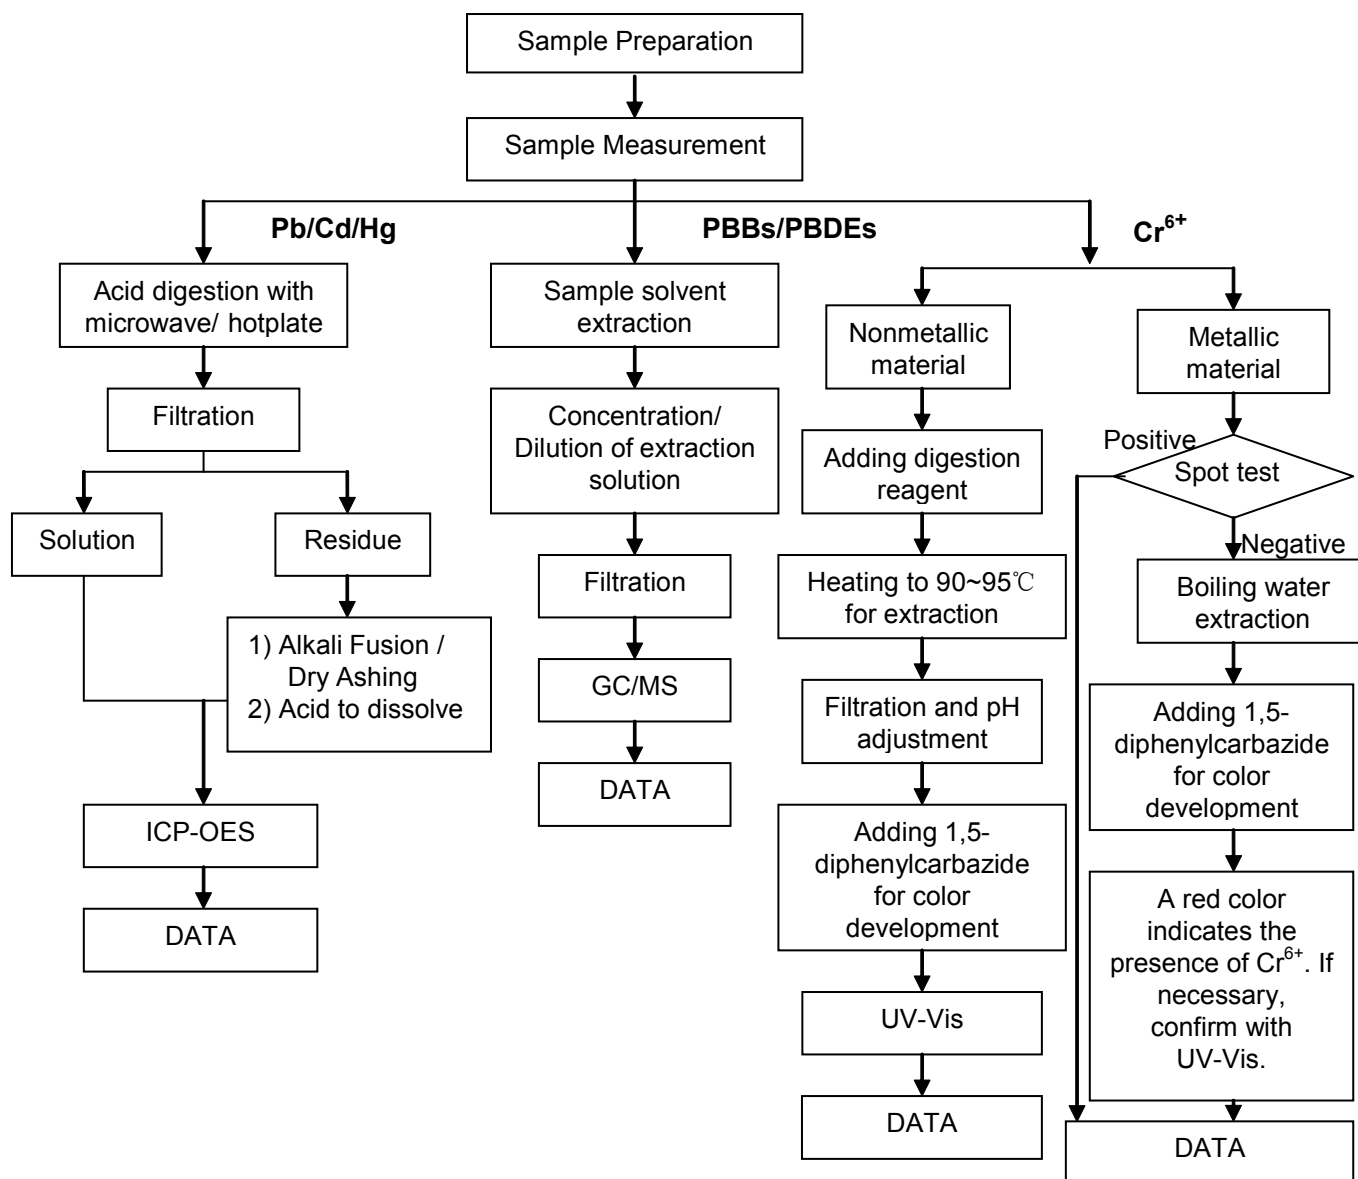 Sample Preparation
Sample Measurement
Pb/Cd/Hg
PBBs/PBDEs
Cr⁶⁺
Acid digestion with
microwave/ hotplate
Filtration
Solution
Residue
1) Alkali Fusion /
Dry Ashing
2) Acid to dissolve
ICP-OES
DATA
Sample solvent
extraction
Concentration/
Dilution of extraction
solution
Filtration
GC/MS
DATA
Nonmetallic
material
Adding digestion
reagent
Heating to 90~95℃
for extraction
Filtration and pH
adjustment
Adding 1,5-
diphenylcarbazide
for color
development
UV-Vis
DATA
Metallic
material
Positive
Spot test
Negative
Boiling water
extraction
Adding 1,5-
diphenylcarbazide
for color
development
A red color
indicates the
presence of Cr⁶⁺. If
necessary,
confirm with
UV-Vis.
DATA